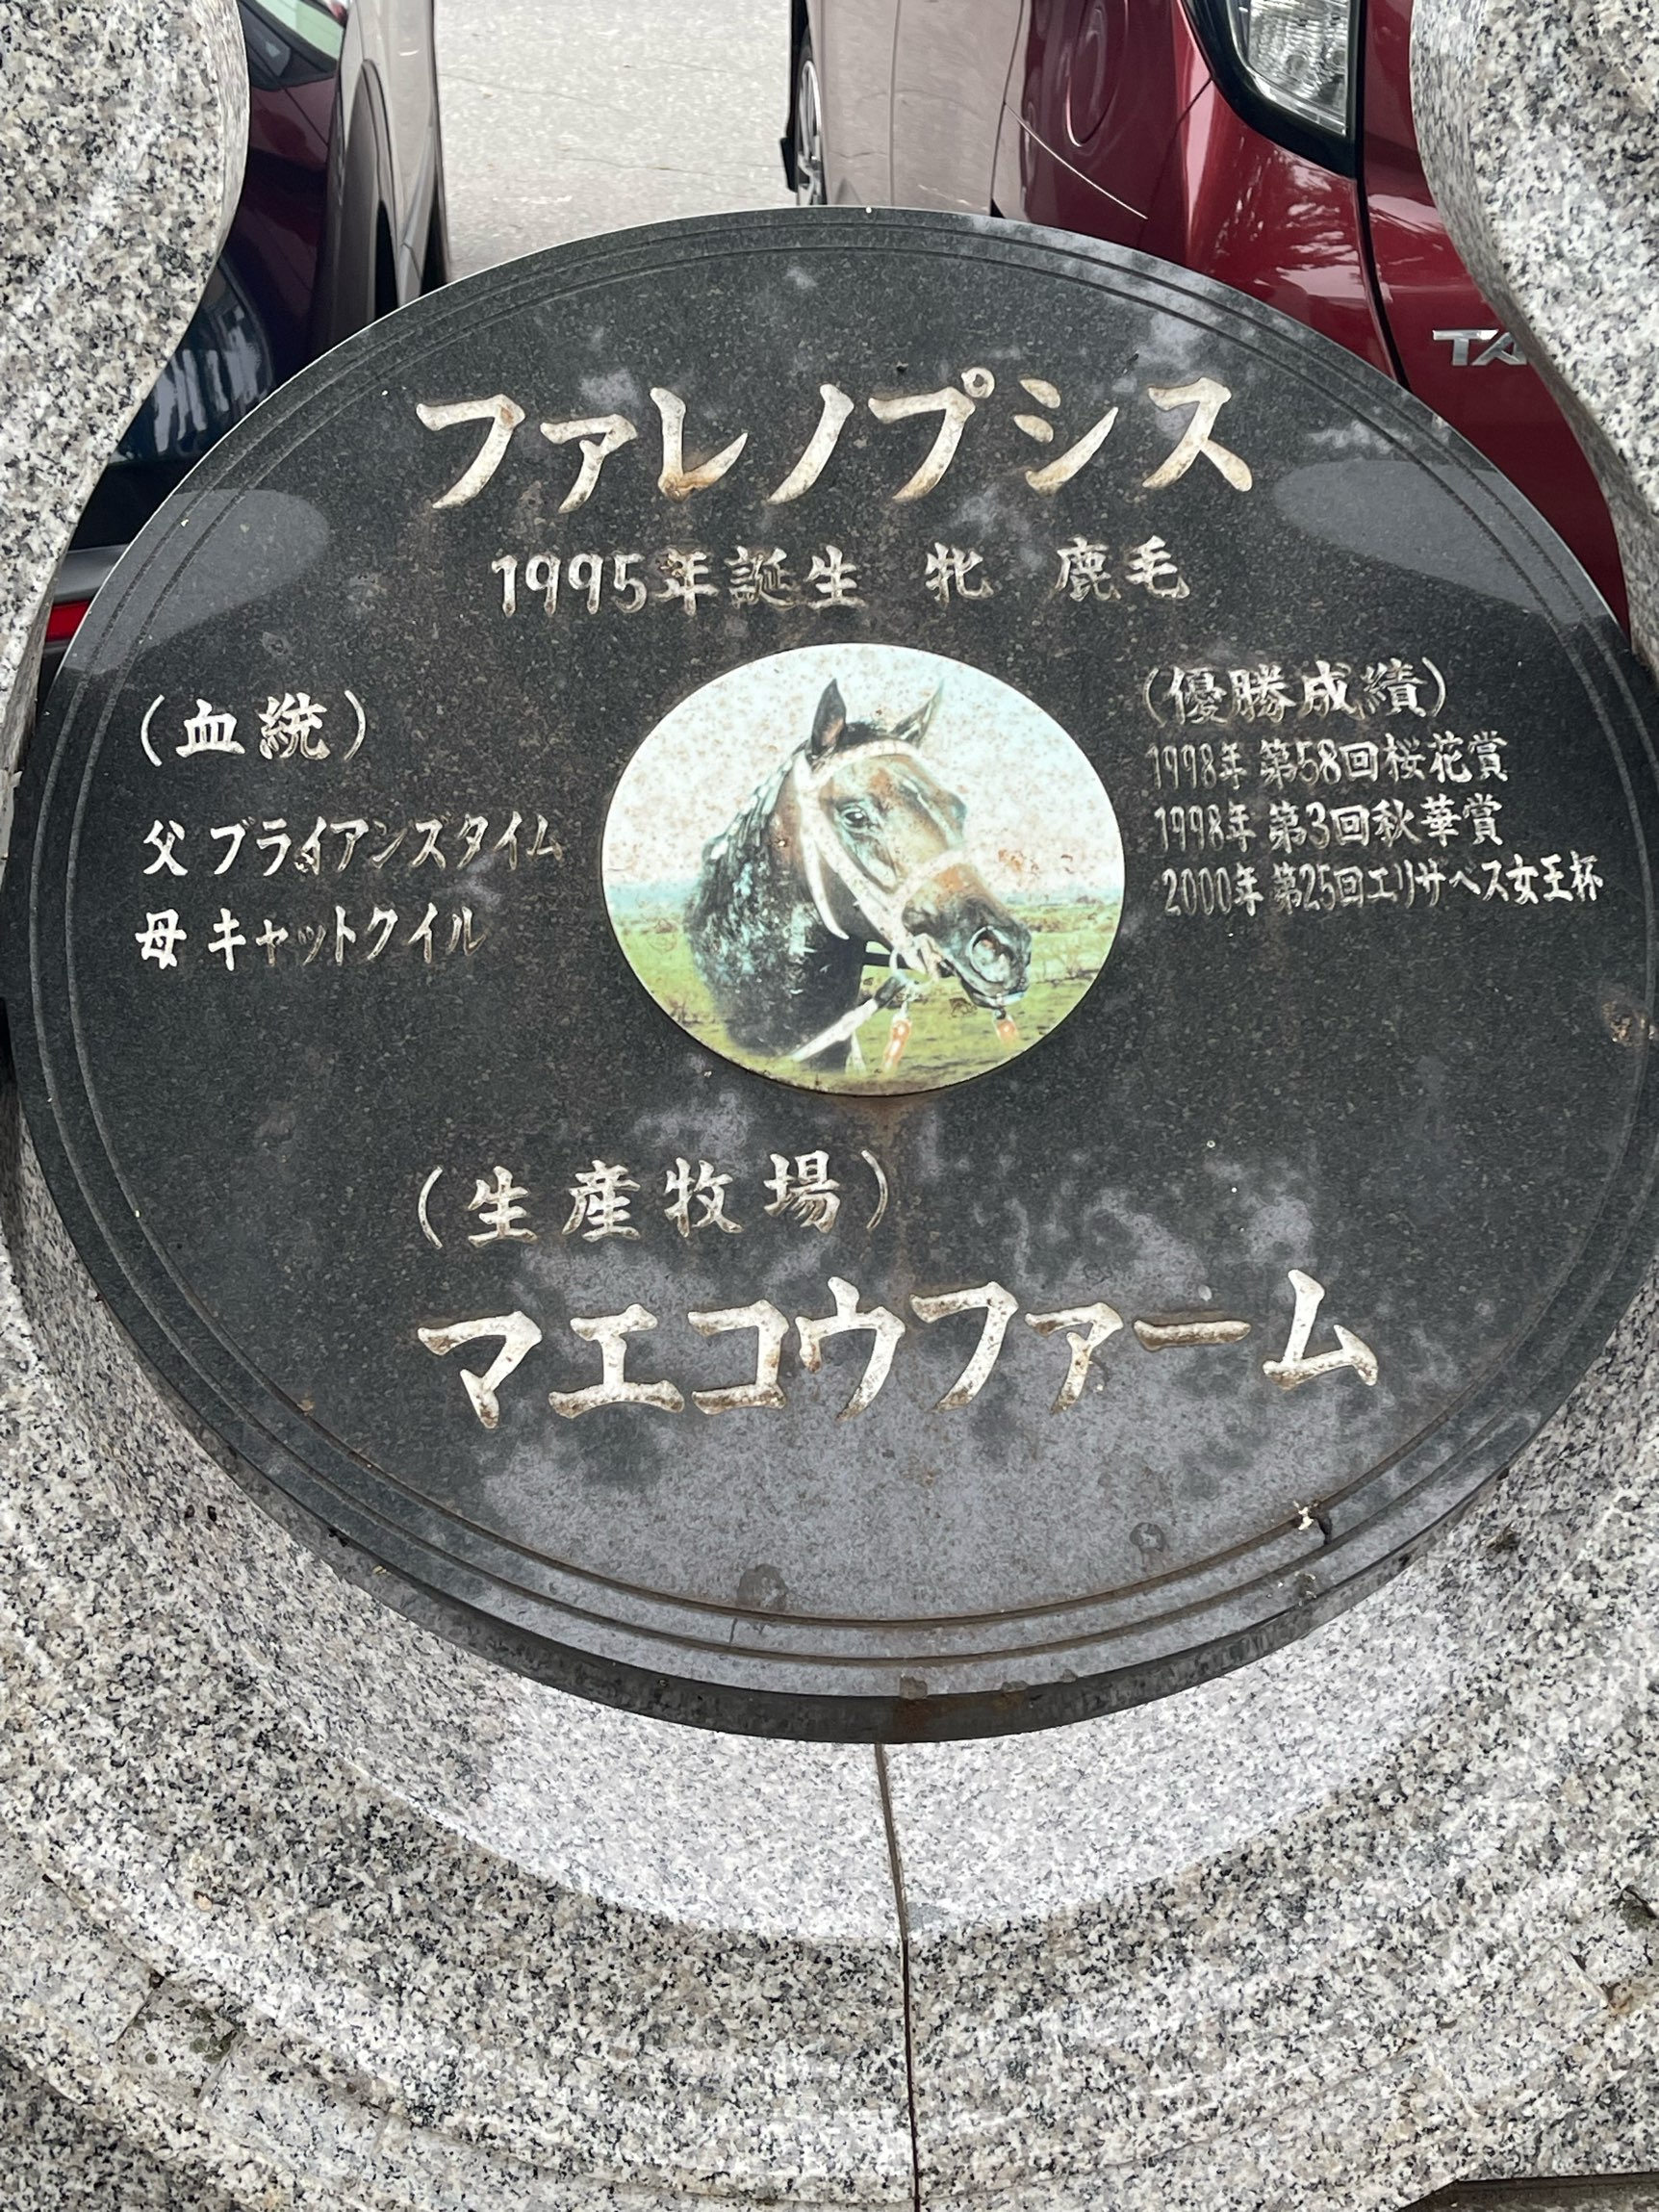 ファレノプシス
1995年誕生 牝 鹿毛
(血統)
父 ブライアンズタイム
母 キャットクイル
(優勝成績)
1998年 第58回桜花賞
1998年 第3回秋華賞
2000年 第25回エリザベス女王杯
(生産牧場)
マエコウファーム